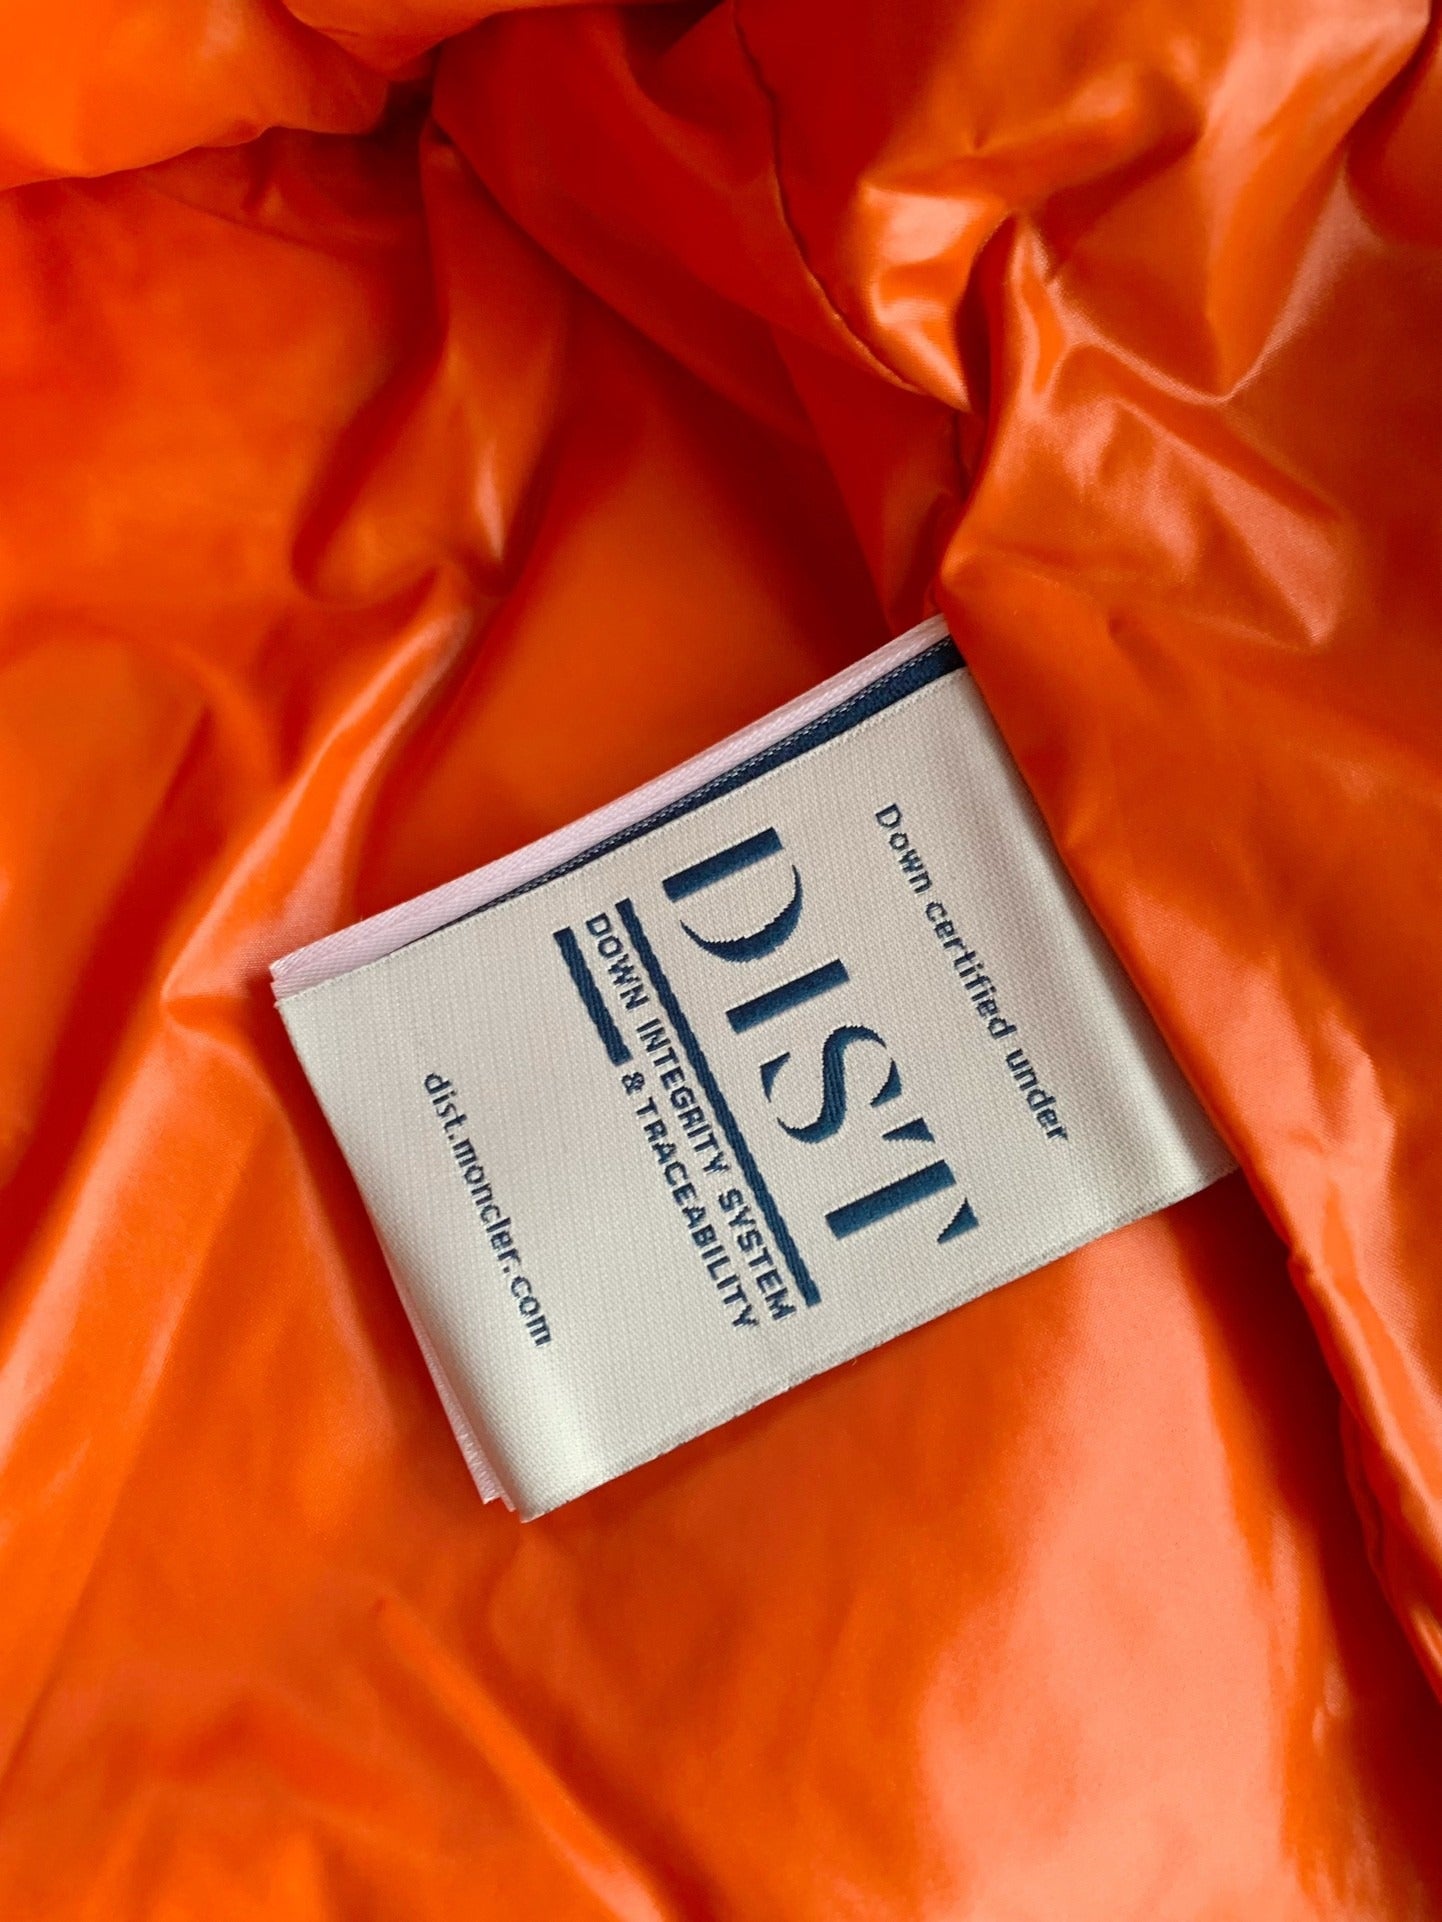 Down certified under
DIST
DOWN INTEGRITY SYSTEM
& TRACEABILITY
dist.moncler.com